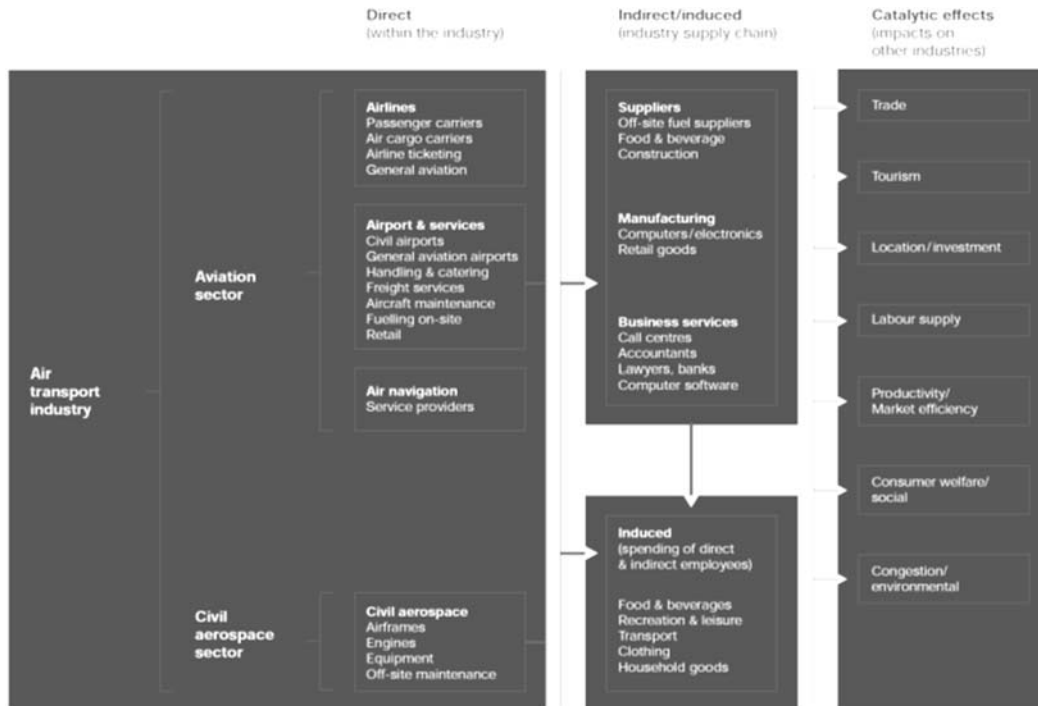 Direct
(within the industry)
Indirect/induced
(industry supply chain)
Catalytic effects
(impacts on
other industries)
Air
transport
industry
Aviation
sector
Civil
aerospace
sector
Airlines
Passenger carriers
Air cargo carriers
Airline ticketing
General aviation
Airport & services
Civil airports
General aviation airports
Handling & catering
Freight services
Aircraft maintenance
Fuelling on-site
Retail
Air navigation
Service providers
Civil aerospace
Airframes
Engines
Equipment
Off-site maintenance
Suppliers
Off-site fuel suppliers
Food & beverage
Construction
Manufacturing
Computers/electronics
Retail goods
Business services
Call centres
Accountants
Lawyers, banks
Computer software
Induced
(spending of direct
& indirect employees)
Food & beverages
Recreation & leisure
Transport
Clothing
Household goods
Trade
Tourism
Location/investment
Labour supply
Productivity/
Market efficiency
Consumer welfare/
social
Congestion/
environmental